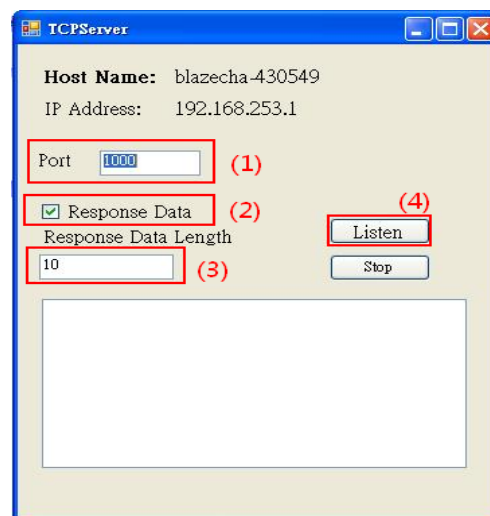 TCPServer
Host Name: blazecha-430549
IP Address: 192.168.253.1
Port 1000 (1)
Response Data (2)
(4)
Response Data Length
Listen
10 (3)
Stop